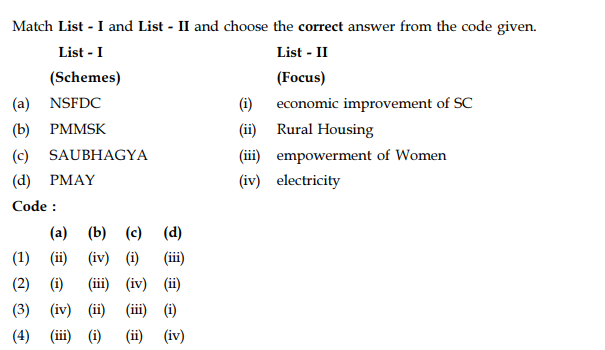 Match List - I and List - II and choose the correct answer from the code given.
List - I List - II
(Schemes) (Focus)
(a) NSFDC (i) economic improvement of SC
(b) PMMSK (ii) Rural Housing
(c) SAUBHAGYA (iii) empowerment of Women
(d) PMAY (iv) electricity
Code :
(a) (b) (c) (d)
(1) (ii) (iv) (i) (iii)
(2) (i) (iii) (iv) (ii)
(3) (iv) (ii) (iii) (i)
(4) (iii) (i) (ii) (iv)